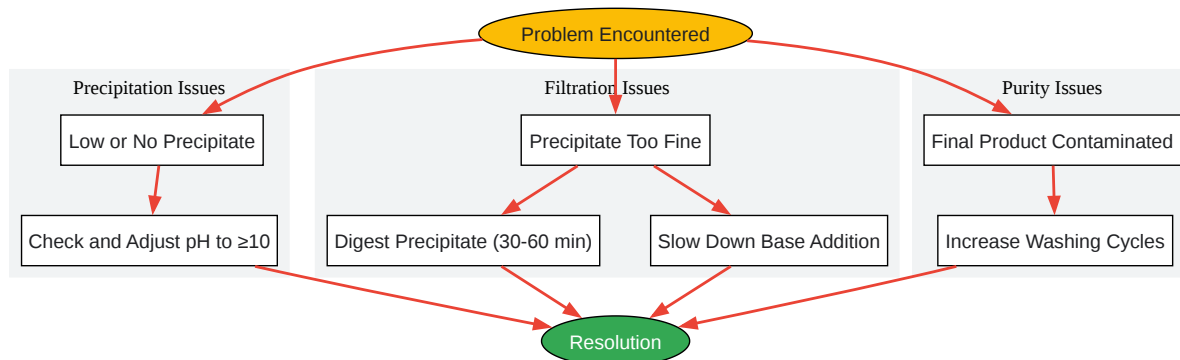 Problem Encountered
Precipitation Issues
Filtration Issues
Purity Issues
Low or No Precipitate
Precipitate Too Fine
Final Product Contaminated
Check and Adjust pH to ≥10
Digest Precipitate (30-60 min)
Slow Down Base Addition
Increase Washing Cycles
Resolution